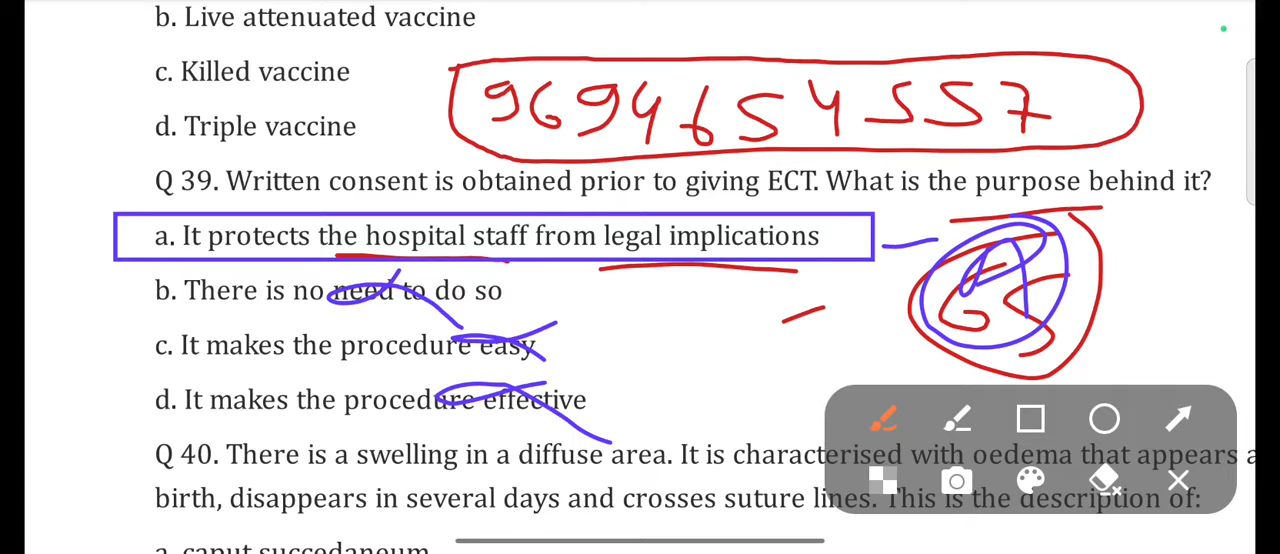 b. Live attenuated vaccine
c. Killed vaccine
9694654557
d. Triple vaccine
Q 39. Written consent is obtained prior to giving ECT. What is the purpose behind it?
a. It protects the hospital staff from legal implications
b. There is no need to do so
c. It makes the procedure easy
d. It makes the procedure effective
Q 40. There is a swelling in a diffuse area. It is characterised with oedema that appears a
birth, disappears in several days and crosses suture lines. This is the description of:
a. caput succedaneum